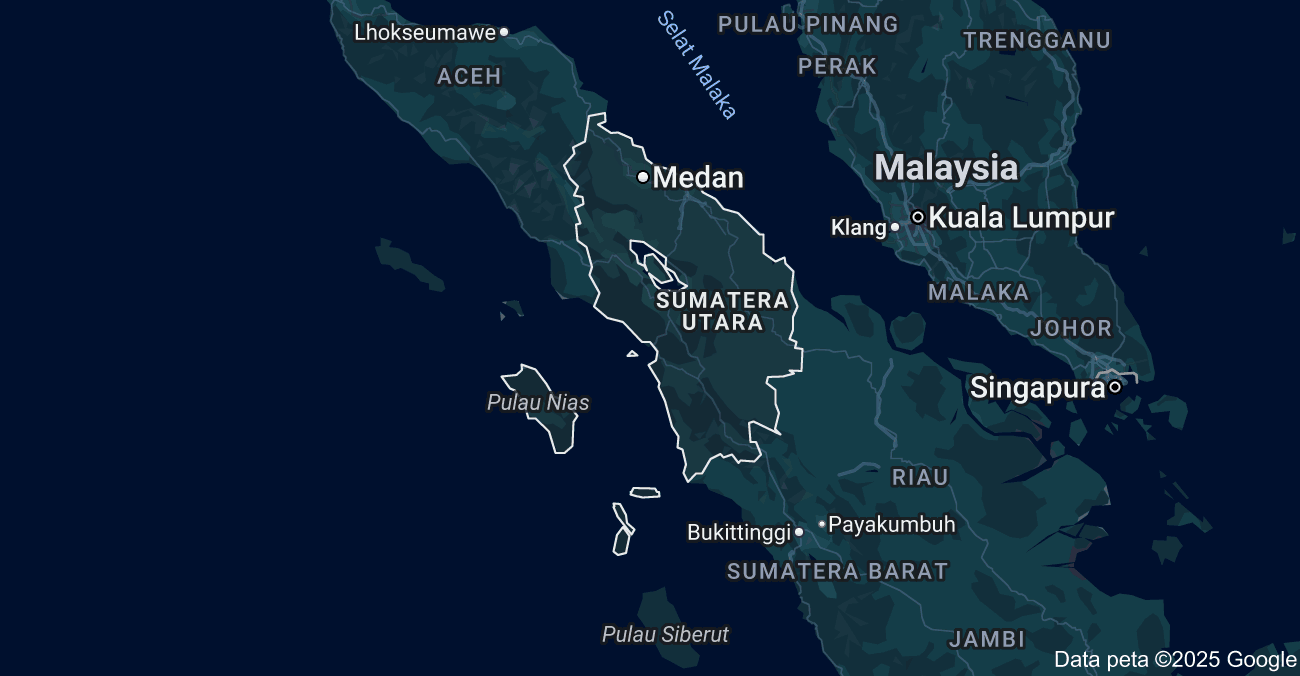 Lhokseumawe
ACEH
Selat Malaka
PULAU PINANG
PERAK
TRENGGANU
Medan
Malaysia
Klang
Kuala Lumpur
MALAKA
JOHOR
SUMATERA
UTARA
Singapura
Pulau Nias
RIAU
Bukittinggi
Payakumbuh
SUMATERA BARAT
Pulau Siberut
JAMBI
Data peta ©2025 Google